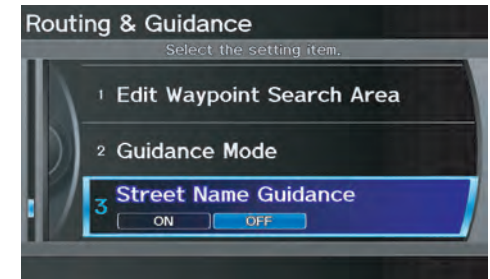 Routing & Guidance
Select the setting item.
1 Edit Waypoint Search Area
2 Guidance Mode
3 Street Name Guidance
ON OFF